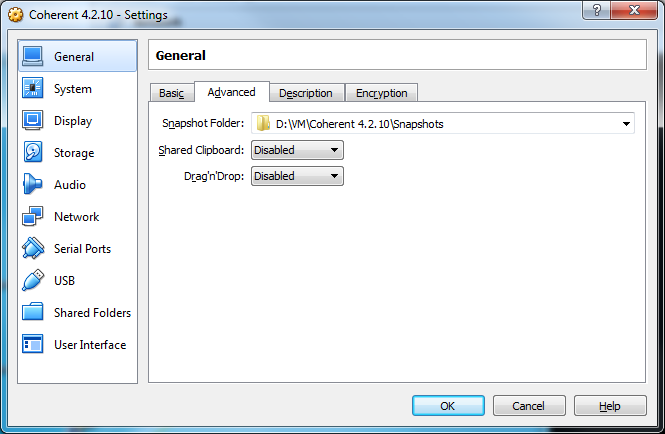 Coherent 4.2.10 - Settings
General
System
Display
Storage
Audio
Network
Serial Ports
USB
Shared Folders
User Interface
General
Basic Advanced Description Encryption
Snapshot Folder: D:\VM\Coherent 4.2.10\Snapshots
Shared Clipboard: Disabled
Drag'n'Drop: Disabled
OK Cancel Help